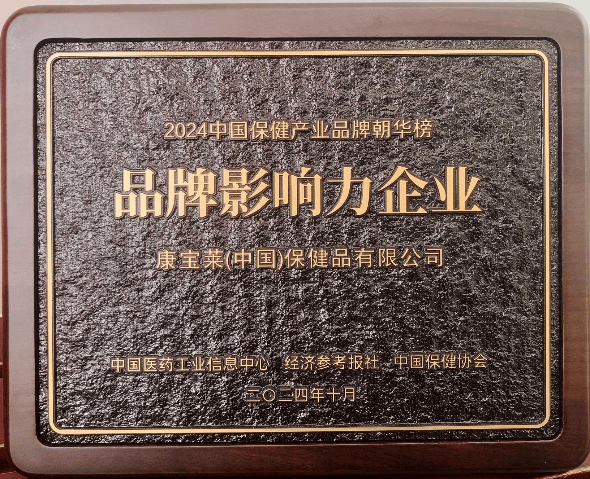 2024中国保健产业品牌朝华榜
品牌影响力企业
康宝莱(中国)保健品有限公司
中国医药工业信息中心 经济参考报社 中国保健协会
二〇二四年十月